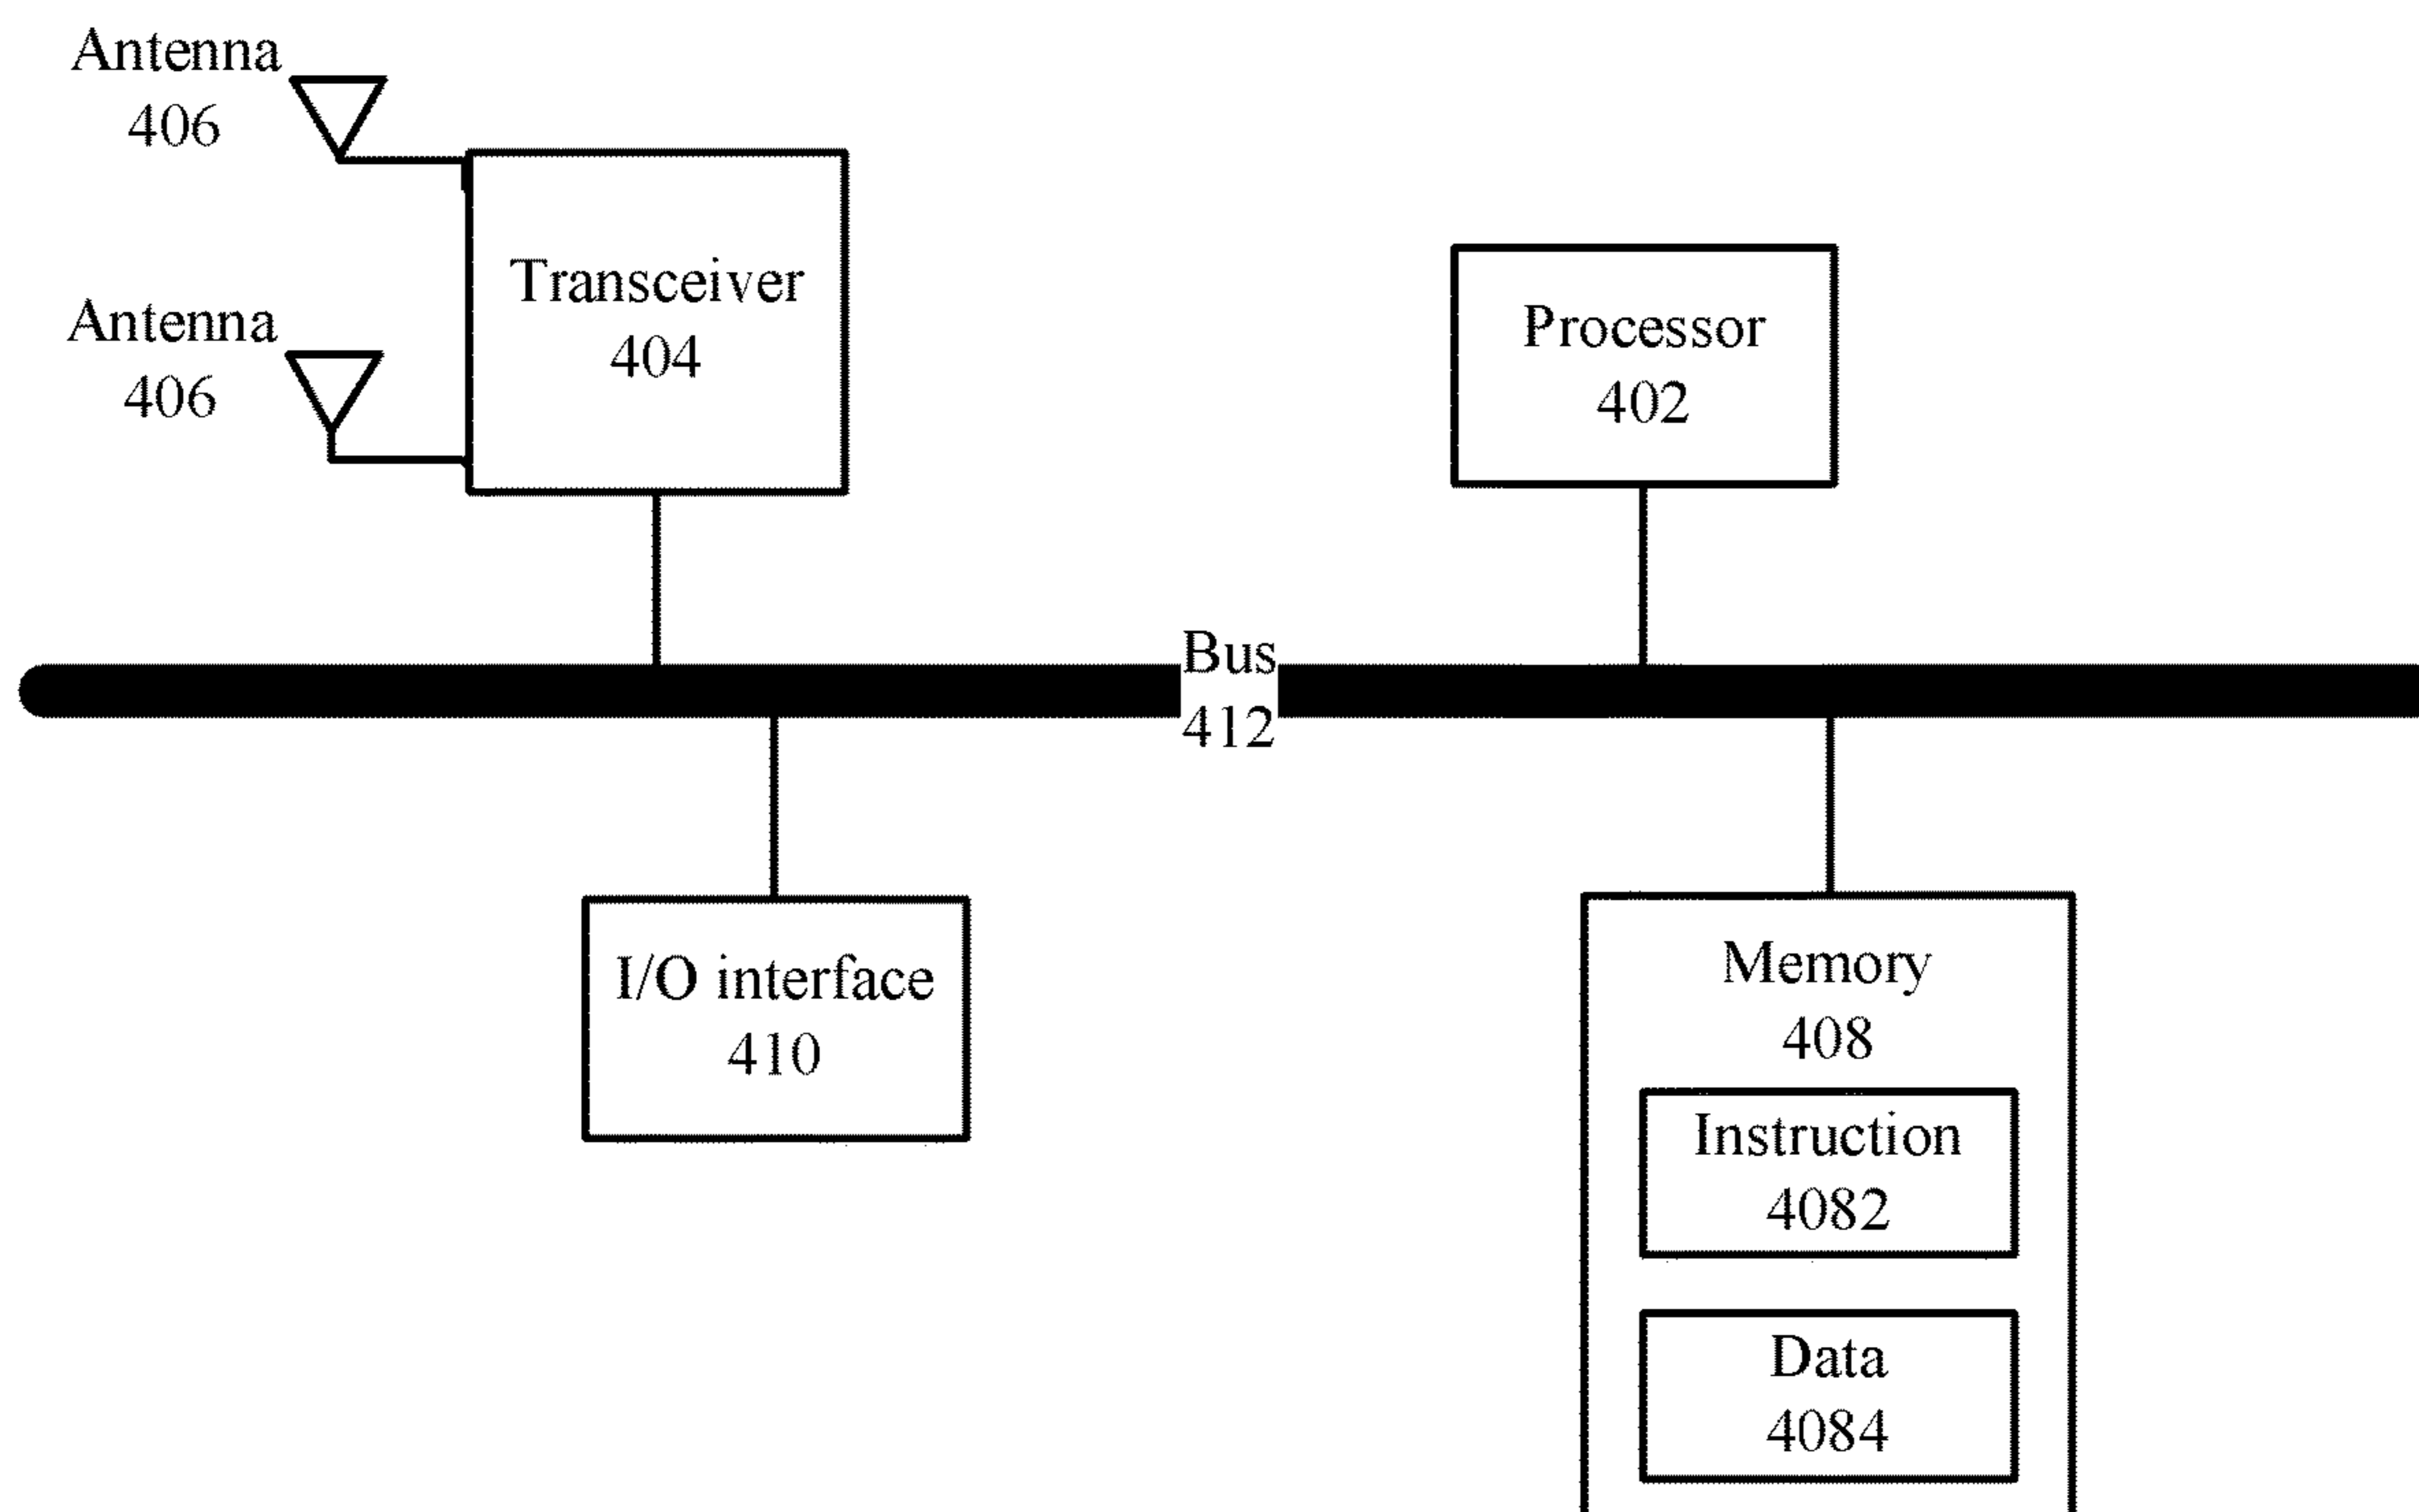 Antenna
406
Antenna
406
Transceiver
404
Processor
402
Bus
412
I/O interface
410
Memory
408
Instruction
4082
Data
4084